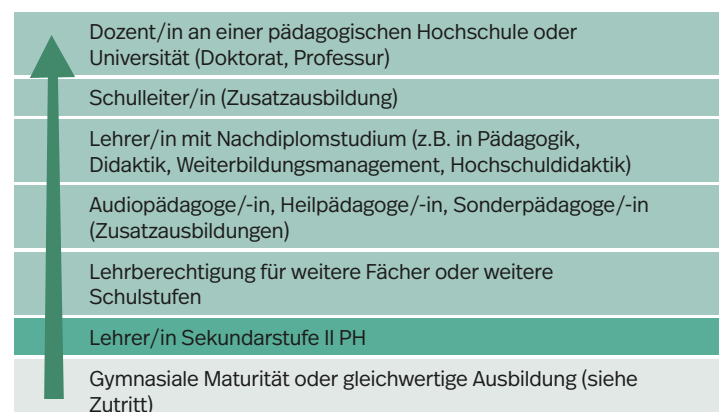 Dozent/in an einer pädagogischen Hochschule oder
Universität (Doktorat, Professur)
Schulleiter/in (Zusatzausbildung)
Lehrer/in mit Nachdiplomstudium (z.B. in Pädagogik,
Didaktik, Weiterbildungsmanagement, Hochschuldidaktik)
Audiopädagoge/-in, Heilpädagoge/-in, Sonderpädagoge/-in
(Zusatzausbildungen)
Lehrberechtigung für weitere Fächer oder weitere
Schulstufen
Lehrer/in Sekundarstufe II PH
Gymnasiale Maturität oder gleichwertige Ausbildung (siehe
Zutritt)